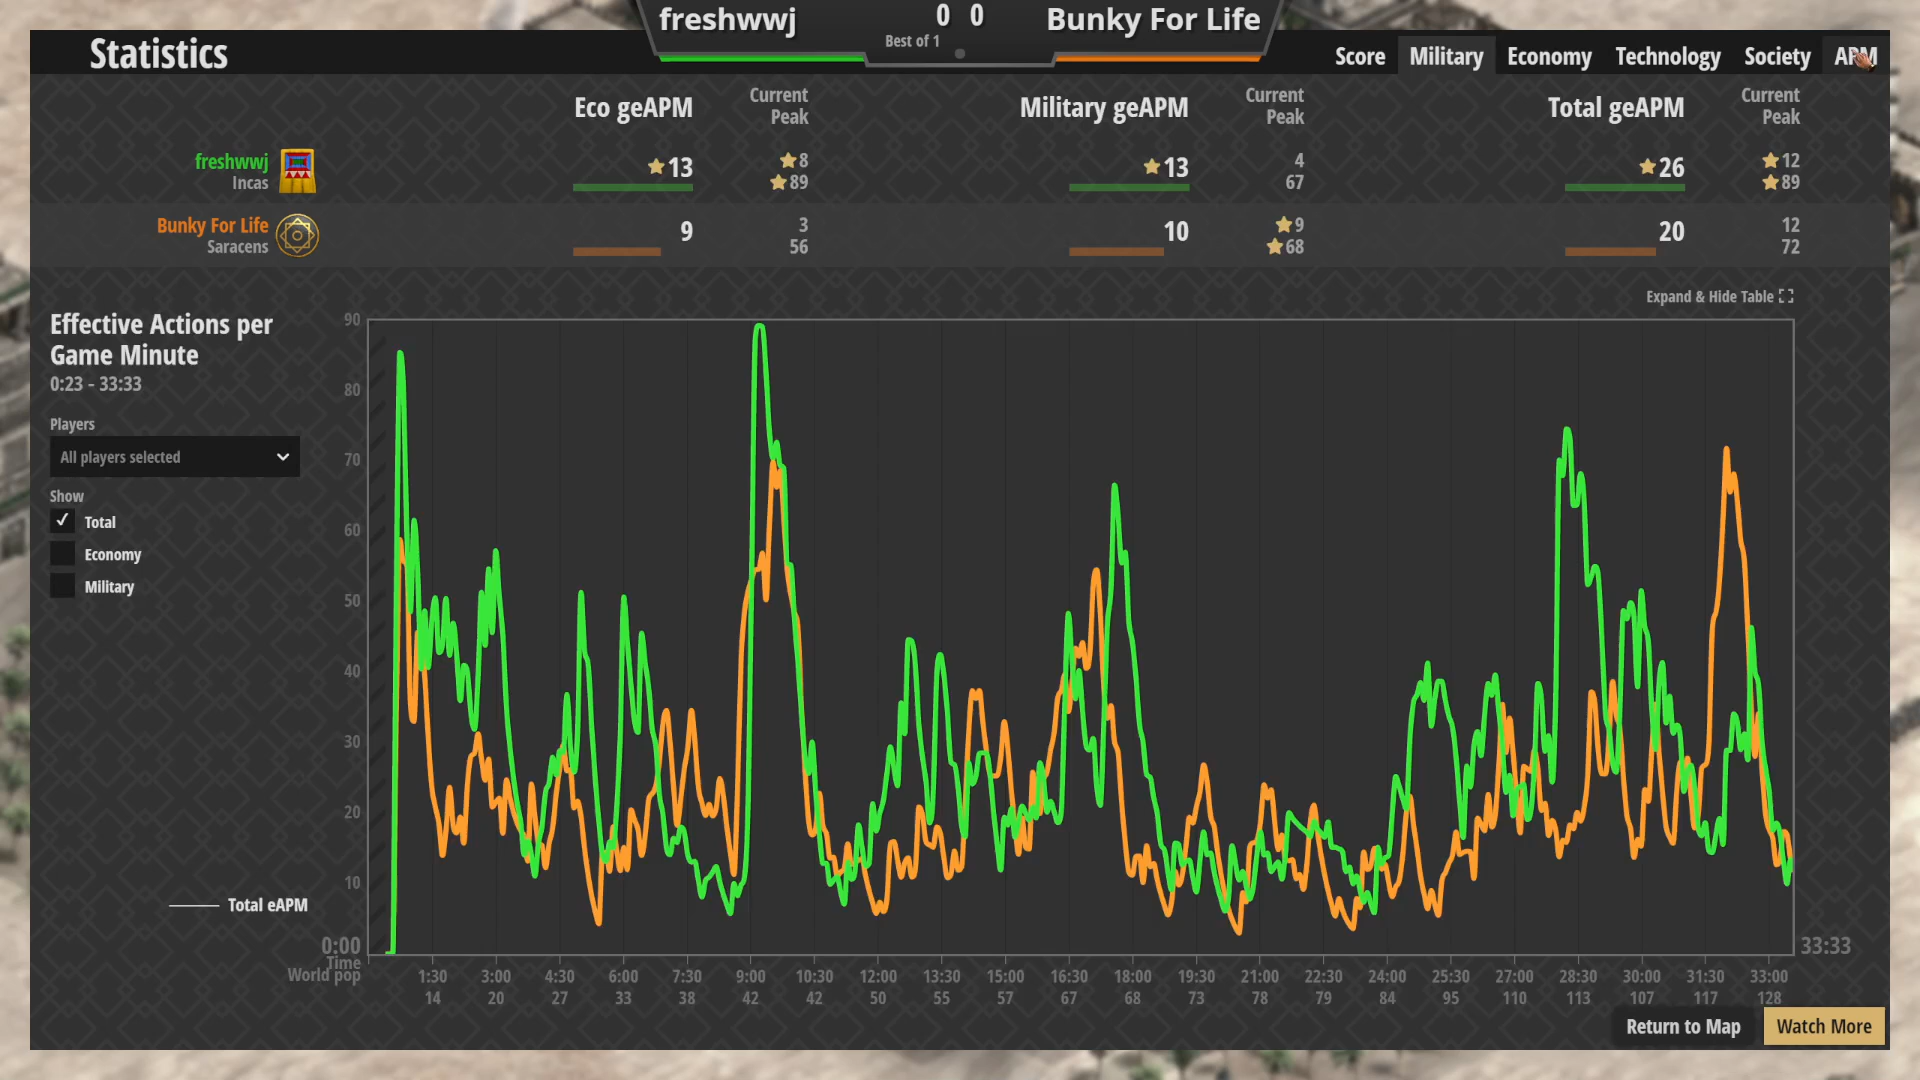 freshwwj 0 0 Bunky For Life
Best of 1
Statistics
Score Military Economy Technology Society APM
Eco geAPM Current Peak Military geAPM Current Peak Total geAPM Current Peak
freshwwj
Incas
13 8 89 13 4 67 26 12 89
Bunky For Life
Saracens
9 3 56 10 9 68 20 12 72
Expand & Hide Table
Effective Actions per
Game Minute
0:23 - 33:33
Players
All players selected
Show
Total
Economy
Military
Total eAPM
90
80
70
60
50
40
30
20
10
0:00 33:33
Time 1:30 3:00 4:30 6:00 7:30 9:00 10:30 12:00 13:30 15:00 16:30 18:00 19:30 21:00 22:30 24:00 25:30 27:00 28:30 30:00 31:30 33:00
World pop 14 20 27 33 38 42 42 50 55 57 67 68 73 78 79 84 95 110 113 107 117 128
Return to Map Watch More